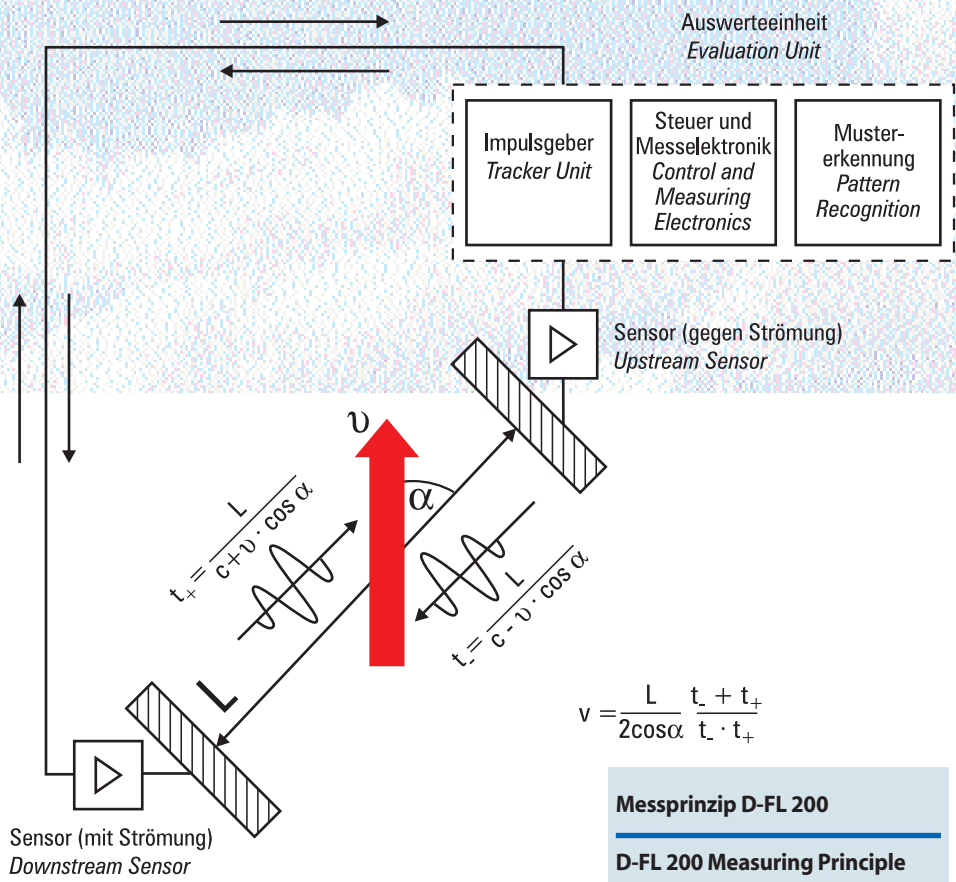 Auswerteeinheit
Evaluation Unit
Impulsgeber
Tracker Unit
Steuer und
Messelektronik
Control and
Measuring
Electronics
Muster-
erkennung
Pattern
Recognition
Sensor (gegen Strömung)
Upstream Sensor
υ
α
t₊ = L / (c+υ · cos α)
t₋ = L / (c - υ · cos α)
L
v = L / (2cosα) (t₋ + t₊) / (t₋ · t₊)
Sensor (mit Strömung)
Downstream Sensor
Messprinzip D-FL 200
D-FL 200 Measuring Principle